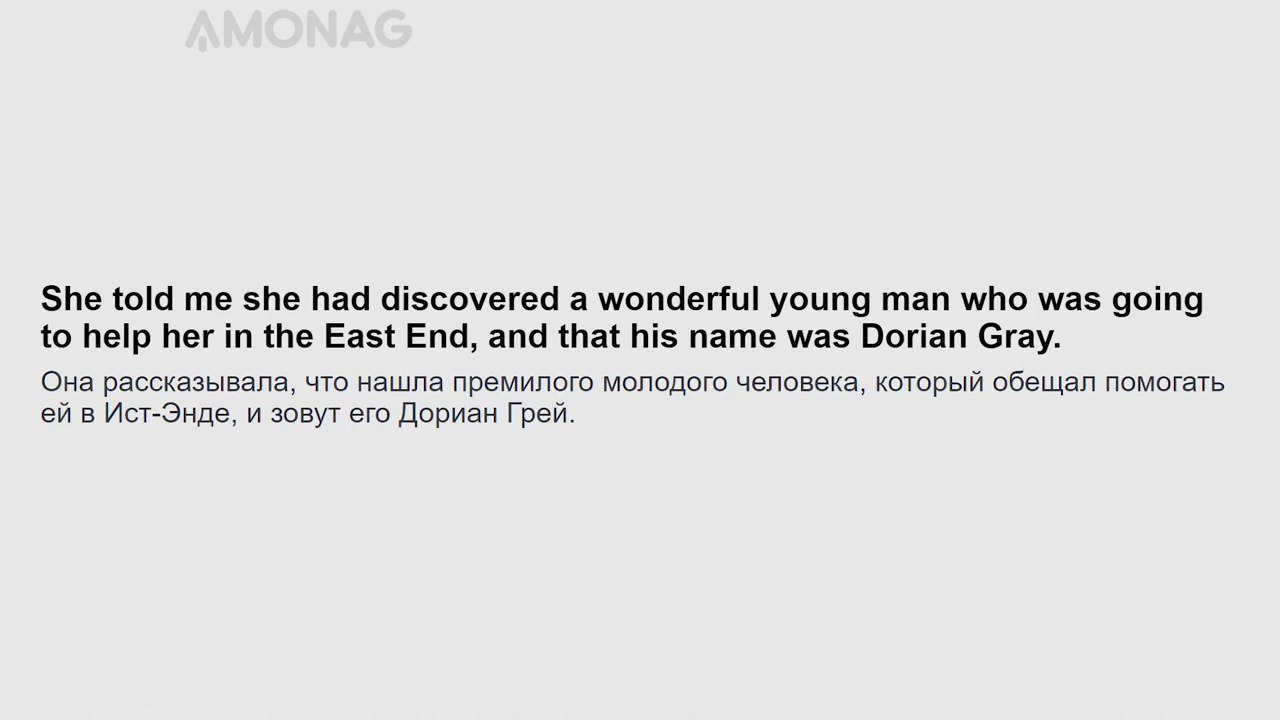 AMONAG
She told me she had discovered a wonderful young man who was going
to help her in the East End, and that his name was Dorian Gray.
Она рассказывала, что нашла премилого молодого человека, который обещал помогать
ей в Ист-Энде, и зовут его Дориан Грей.